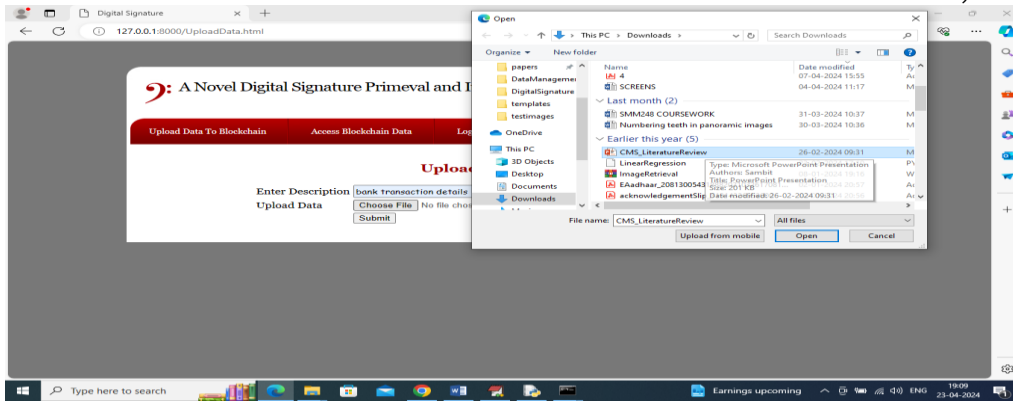 Digital Signature
127.0.0.1:8000/UploadData.html
A Novel Digital Signature Primeval and I
Upload Data To Blockchain Access Blockchain Data Log
Uploa
Enter Description bank transaction details
Upload Data Choose File No file chos
Submit
Open
This PC > Downloads >
Search Downloads
Organize New folder
papers
DataManagemen
DigitalSignature
templates
testimages
OneDrive
This PC
3D Objects
Desktop
Documents
Downloads
Name Date modified Ty
4 07-04-2024 15:55
SCREENS 04-04-2024 11:17 M
Last month (2)
SMM248 COURSEWORK 31-03-2024 10:37 M
Numbering teeth in panoramic images 30-03-2024 10:36 M
Earlier this year (5)
CMS_LiteratureReview 26-02-2024 09:31 M
LinearRegression
ImageRetrieval
EAadhaar_2081300543
acknowledgementSlip
Type: Microsoft PowerPoint Presentation
Authors: Sambit
Title: PowerPoint Presentation
Size: 201 KB
Date modified: 26-02-2024 09:31
File name: CMS_LiteratureReview All files
Upload from mobile Open Cancel
Type here to search
Earnings upcoming
ENG
19:09
23-04-2024